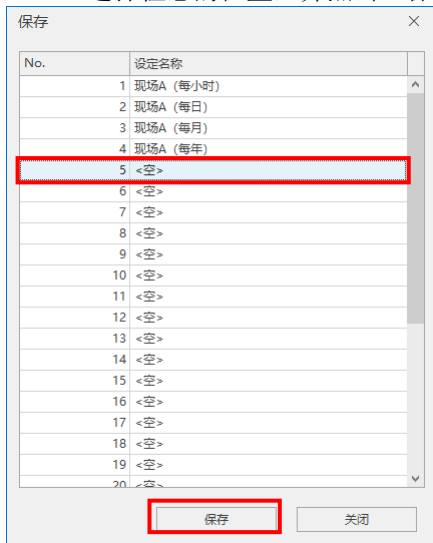 保存
No. 设定名称
1 现场A（每小时）
2 现场A（每日）
3 现场A（每月）
4 现场A（每年）
5 <空>
6 <空>
7 <空>
8 <空>
9 <空>
10 <空>
11 <空>
12 <空>
13 <空>
14 <空>
15 <空>
16 <空>
17 <空>
18 <空>
19 <空>
20 <空>
保存 关闭